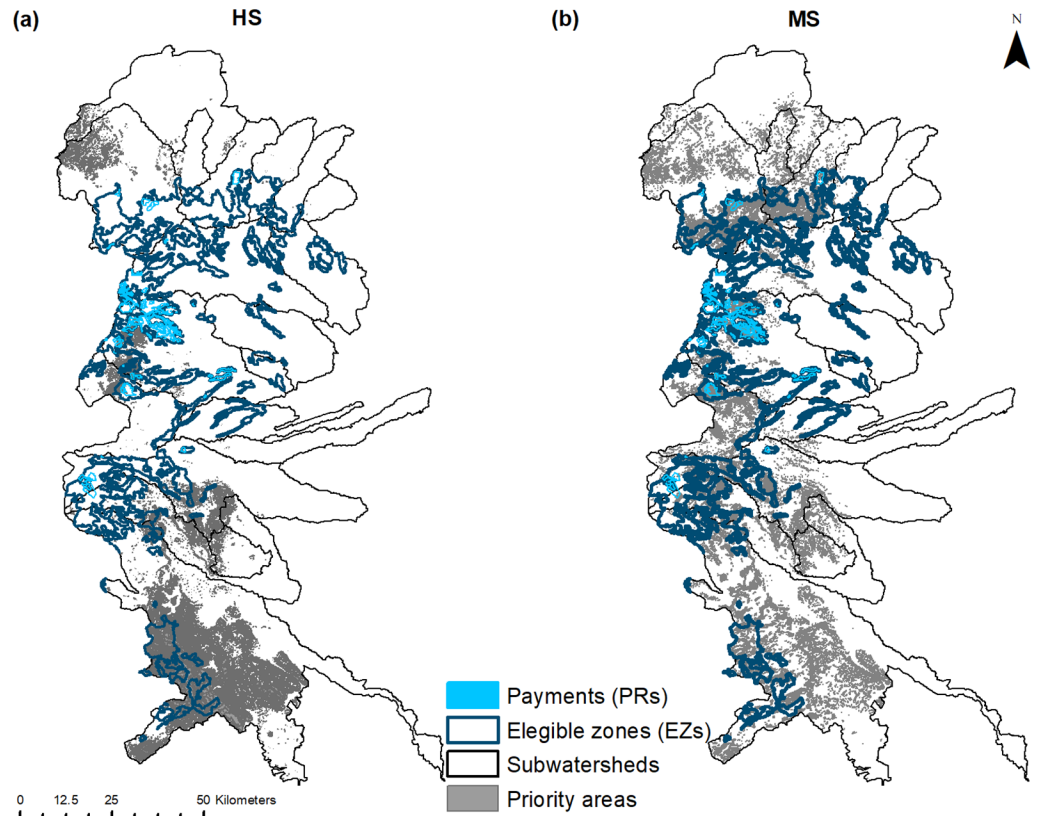 (a) HS (b) MS N
Payments (PRs)
Elegible zones (EZs)
Subwatersheds
Priority areas
0 12.5 25 50 Kilometers